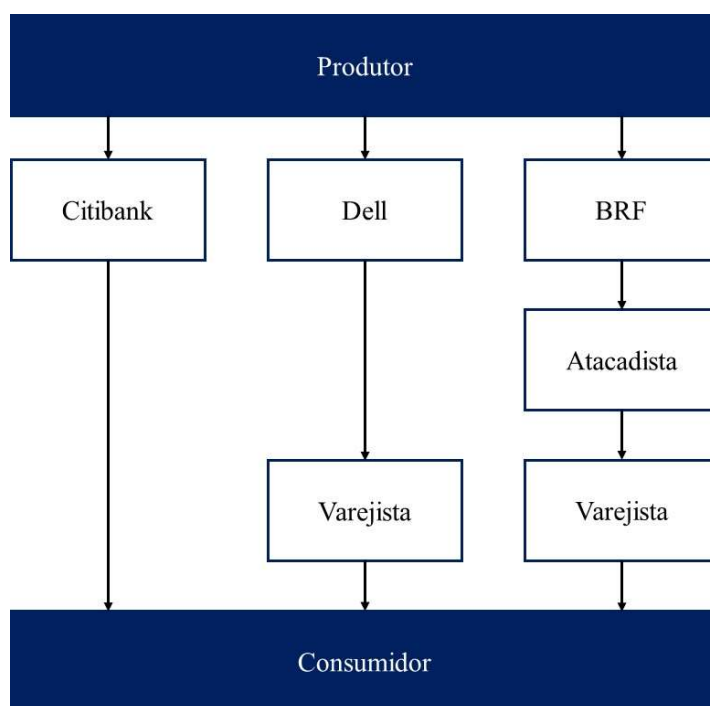 Produtor
Citibank
Dell
BRF
Atacadista
Varejista
Varejista
Consumidor